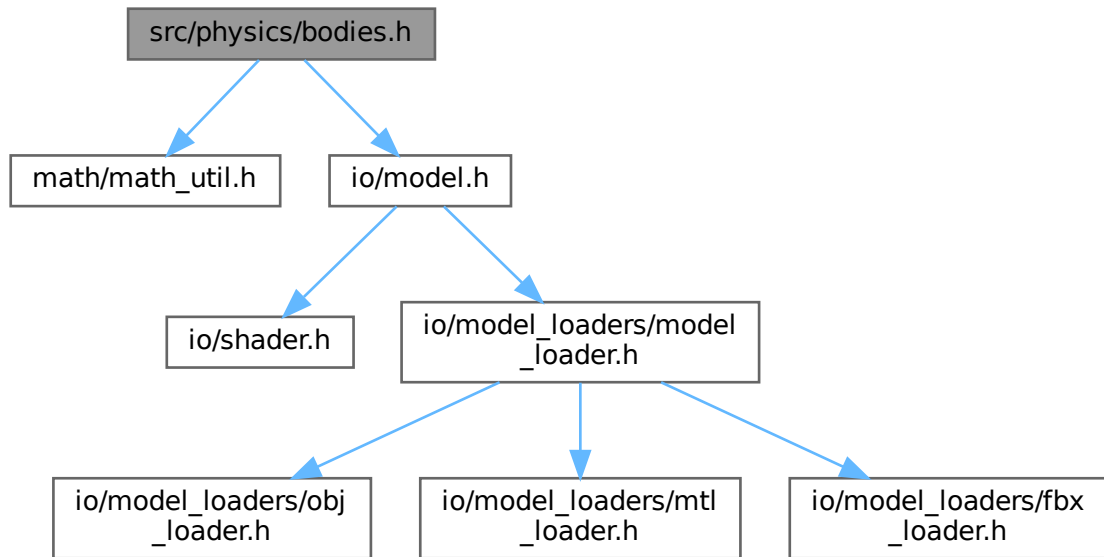 src/physics/bodies.h
math/math_util.h
io/model.h
io/shader.h
io/model_loaders/model
_loader.h
io/model_loaders/obj
_loader.h
io/model_loaders/mtl
_loader.h
io/model_loaders/fbx
_loader.h